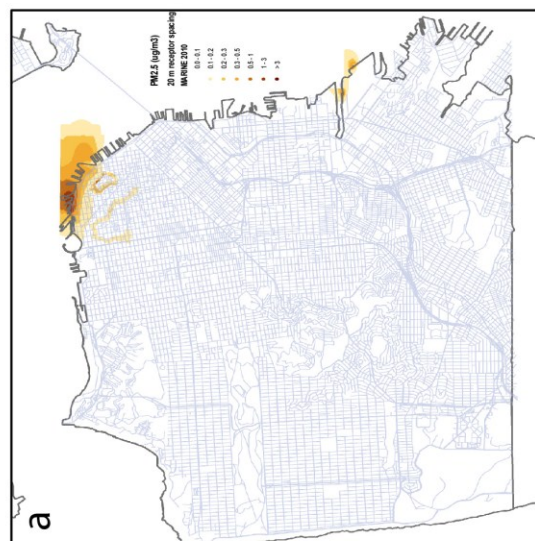 a
PM2.5 (ug/m3)
20 m receptor spacing
MARINE 2010
0.0 - 0.1
0.1 - 0.2
0.2 - 0.3
0.3 - 0.5
0.5 - 1
1 - 3
> 3